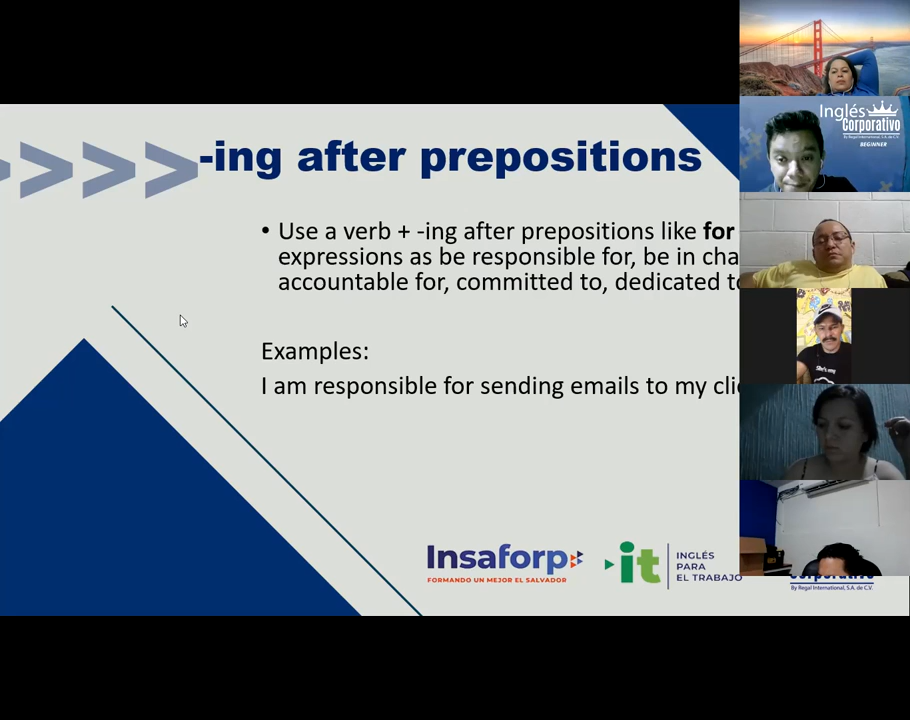 -ing after prepositions
• Use a verb + -ing after prepositions like for
expressions as be responsible for, be in cha
accountable for, committed to, dedicated to
Examples:
I am responsible for sending emails to my clie
Insaforp
FORMANDO UN MEJOR EL SALVADOR
it
INGLÉS
PARA
EL TRABAJO
By Regal International, S.A. de C.V.
Inglés
Corporativo
By Regal International, S.A. de C.V.
BEGINNER